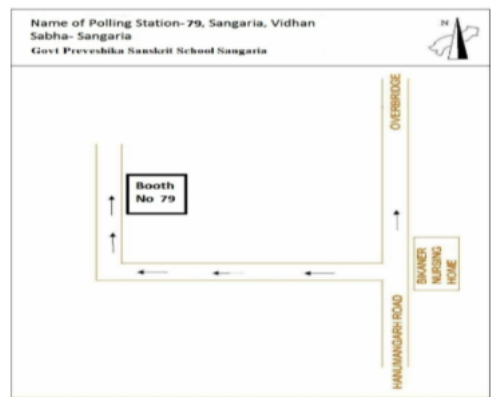 Name of Polling Station- 79, Sangaria, Vidhan
Sabha- Sangaria
Govt Preveshika Sanskrit School Sangaria
N
OVERBRIDGE
Booth
No 79
BIKANER
NURSING
HOME
HANUMANGARH ROAD